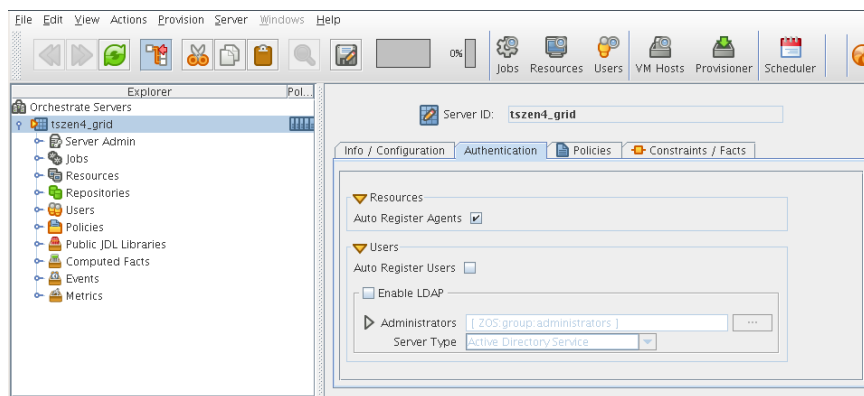 File Edit View Actions Provision Server Windows Help
0%
Jobs Resources Users VM Hosts Provisioner Scheduler
Explorer Pol...
Orchestrate Servers
tszen4_grid
Server Admin
Jobs
Resources
Repositories
Users
Policies
Public JDL Libraries
Computed Facts
Events
Metrics
Server ID: tszen4_grid
Info / Configuration Authentication Policies Constraints / Facts
Resources
Auto Register Agents
Users
Auto Register Users
Enable LDAP
Administrators [ ZOS:group:administrators ] ...
Server Type Active Directory Service